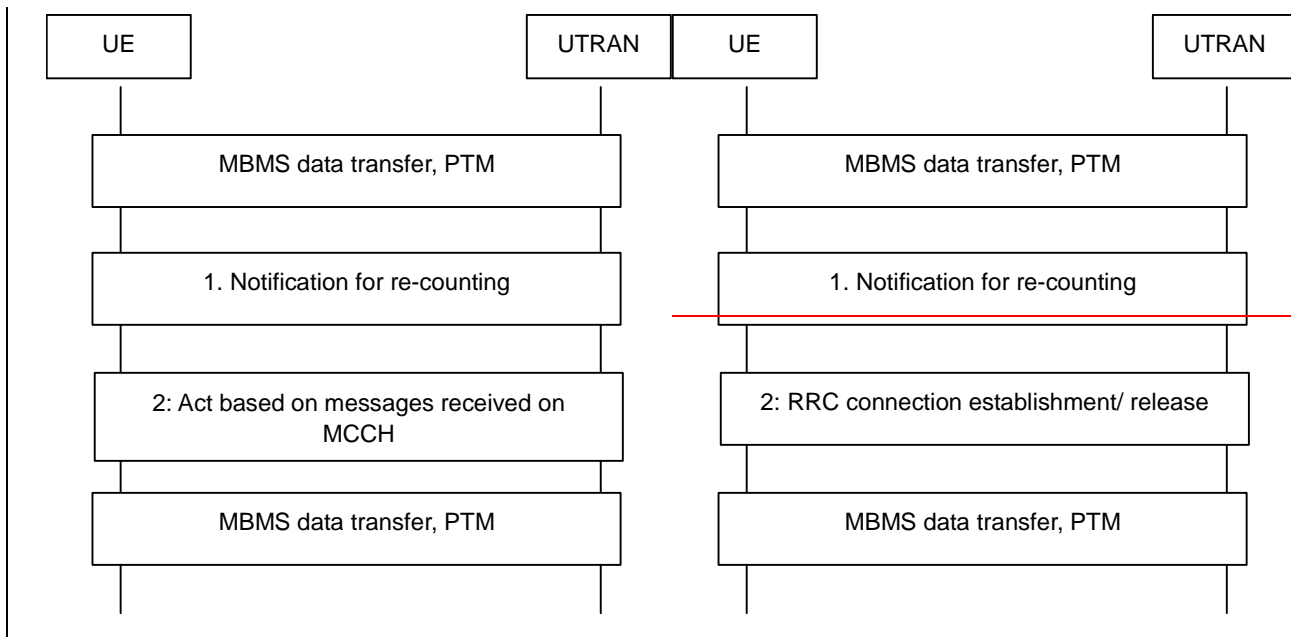 UE
UTRAN
MBMS data transfer, PTM
1. Notification for re-counting
2: Act based on messages received on
MCCH
MBMS data transfer, PTM
UE
UTRAN
MBMS data transfer, PTM
1. Notification for re-counting
2: RRC connection establishment/ release
MBMS data transfer, PTM